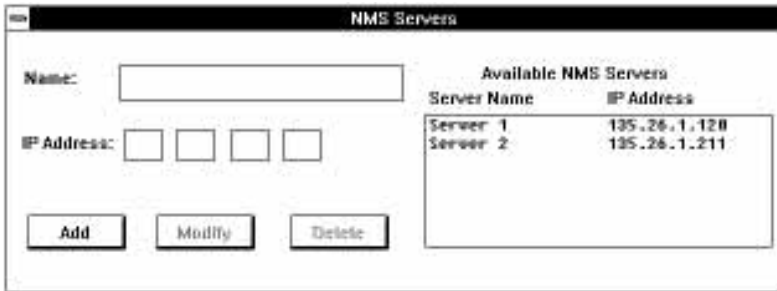 NMS Servers
Name:
IP Address:
Add Modify Delete
Available NMS Servers
Server Name IP Address
Server 1 135.26.1.120
Server 2 135.26.1.211